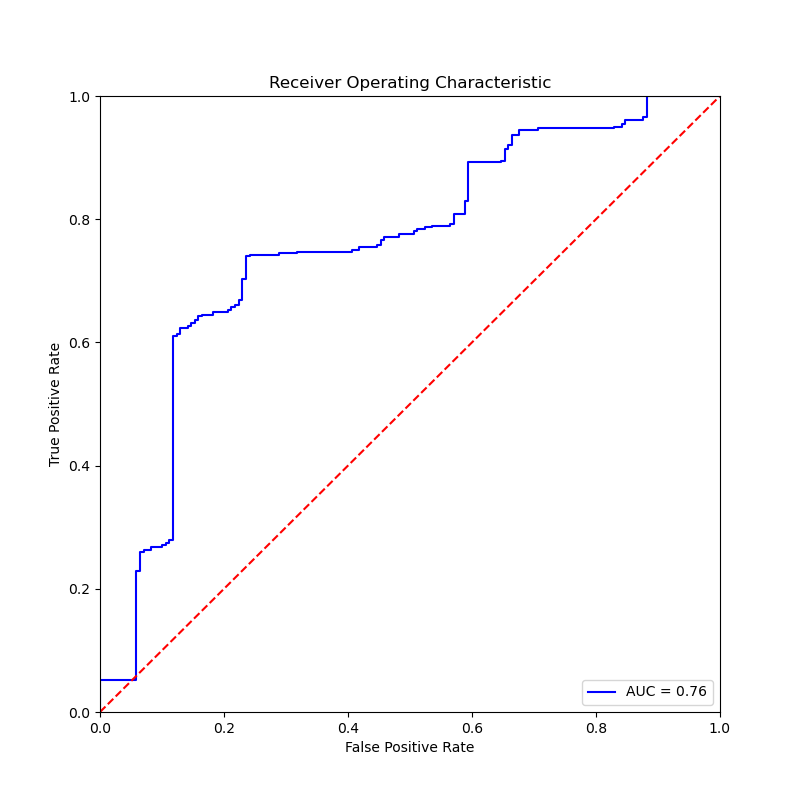 Receiver Operating Characteristic
True Positive Rate
1.0
0.8
0.6
0.4
0.2
0.0
AUC = 0.76
0.0 0.2 0.4 0.6 0.8 1.0
False Positive Rate